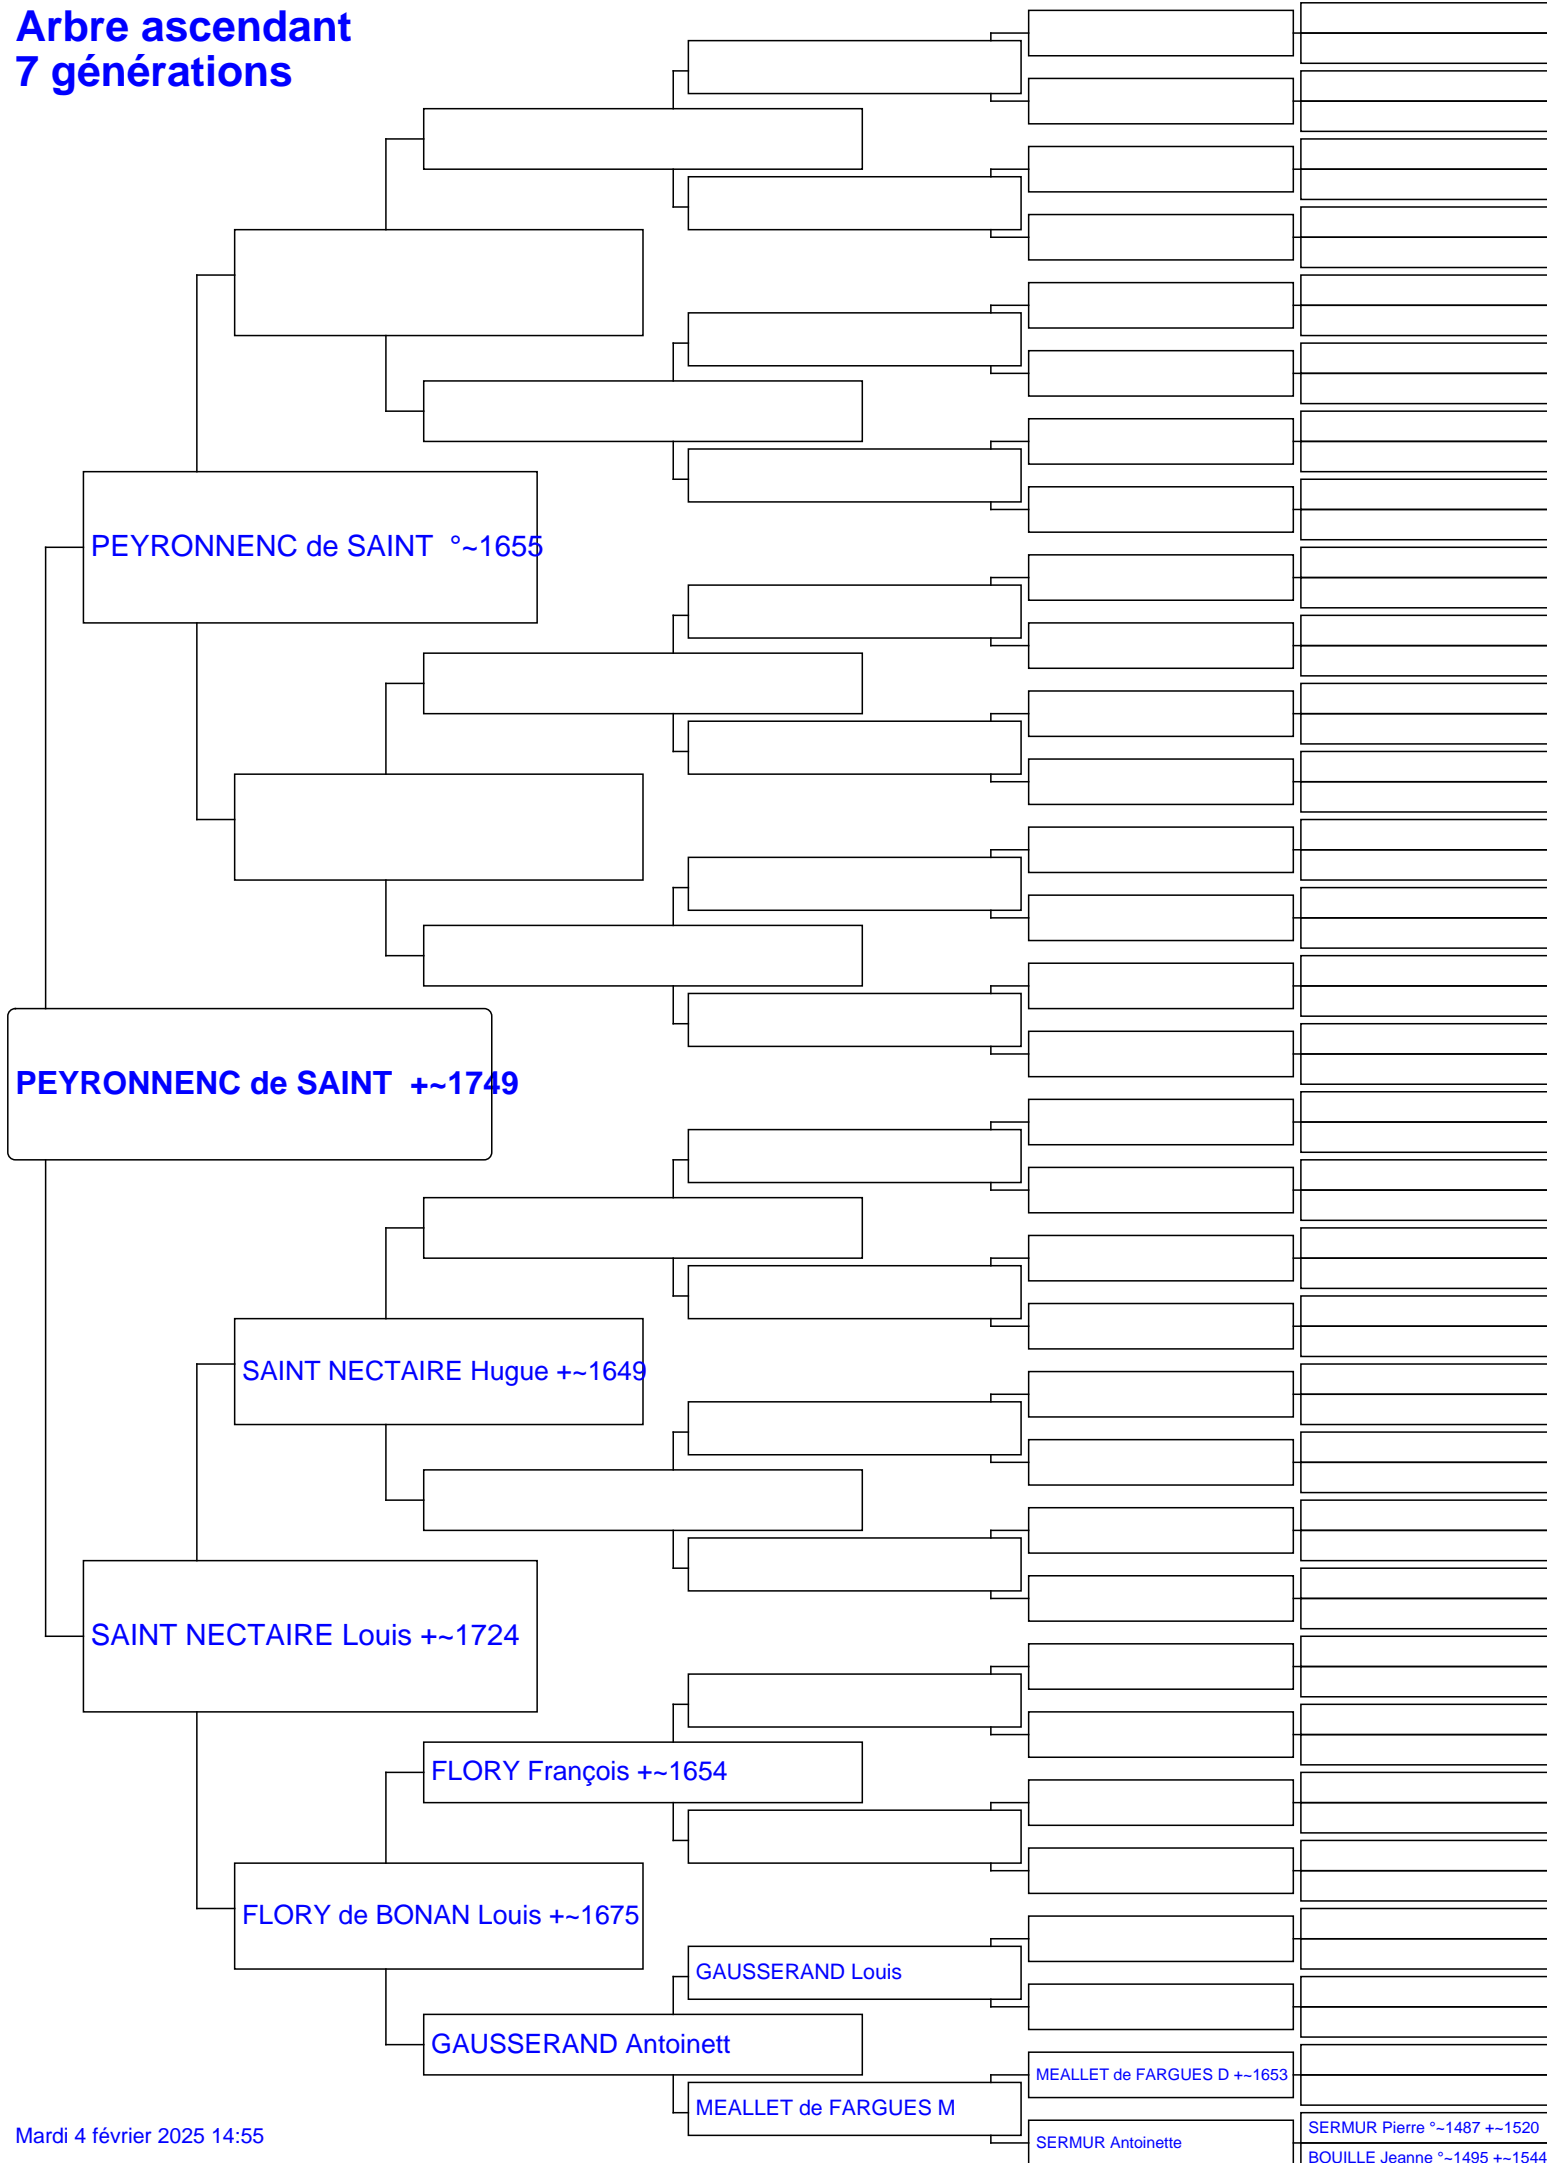 Arbre ascendant
7 générations
PEYRONNENC de SAINT  °~1655
PEYRONNENC de SAINT  +~1749
SAINT NECTAIRE Hugue +~1649
SAINT NECTAIRE Louis +~1724
FLORY François +~1654
FLORY de BONAN Louis +~1675
GAUSSERAND Louis
GAUSSERAND Antoinett
MEALLET de FARGUES D +~1653
MEALLET de FARGUES M
SERMUR Pierre °~1487 +~1520
SERMUR Antoinette
BOUILLE Jeanne °~1495 +~1544
Mardi 4 février 2025 14:55